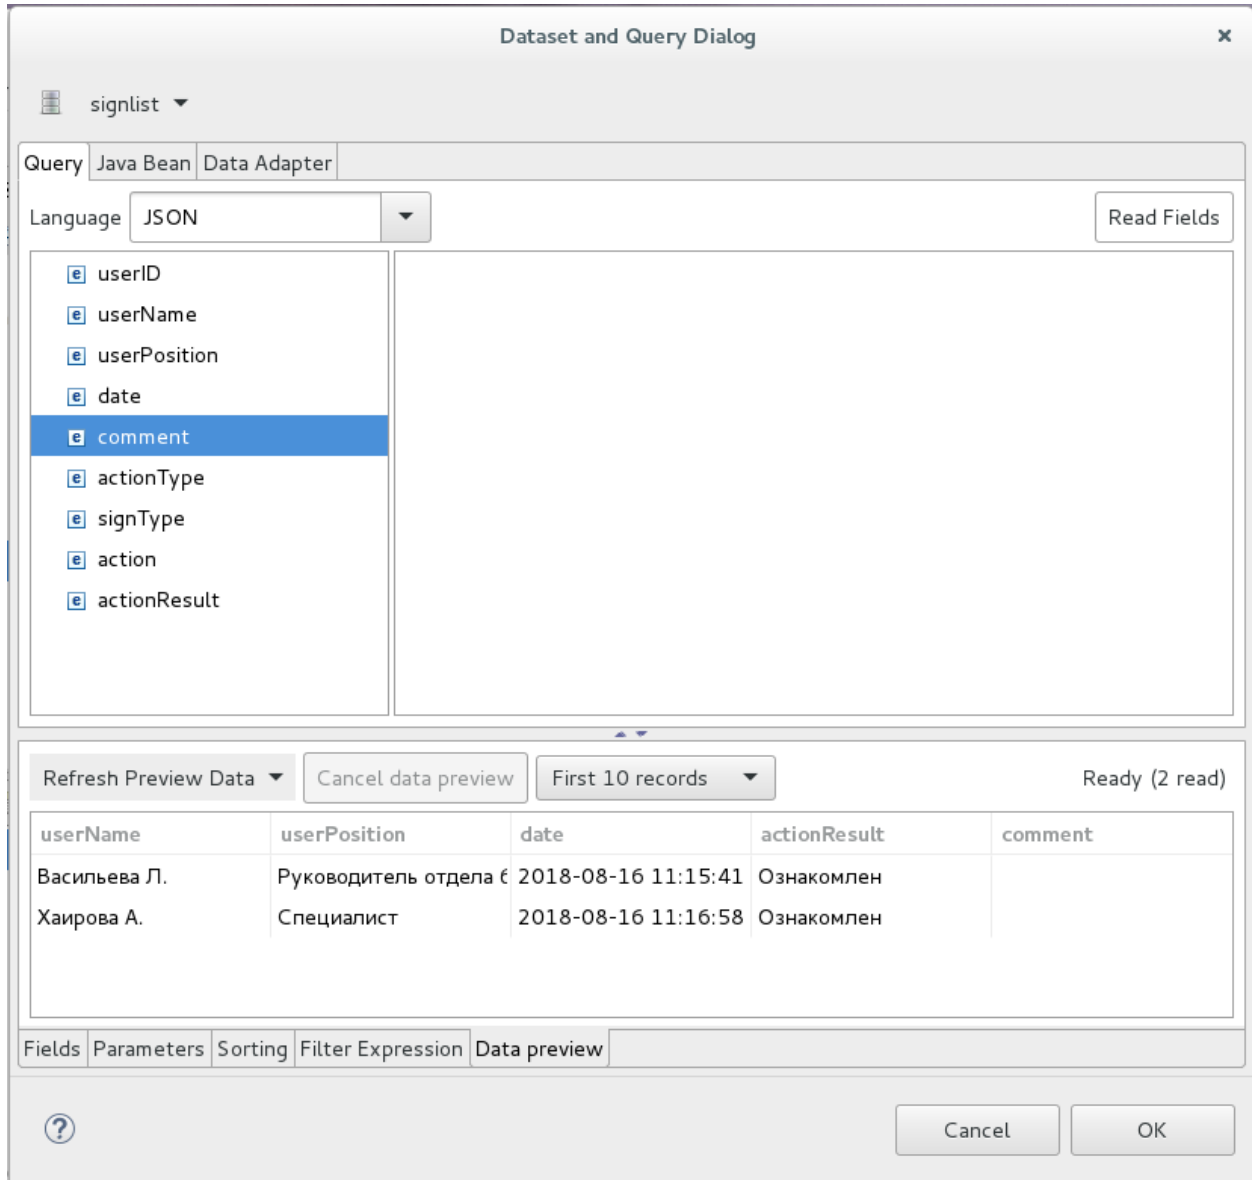 Dataset and Query Dialog
signlist
Query Java Bean Data Adapter
Language JSON Read Fields
userID
userName
userPosition
date
comment
actionType
signType
action
actionResult
Refresh Preview Data Cancel data preview First 10 records Ready (2 read)
userName userPosition date actionResult comment
Васильева Л. Руководитель отдела 2018-08-16 11:15:41 Ознакомлен
Хаирова А. Специалист 2018-08-16 11:16:58 Ознакомлен
Fields Parameters Sorting Filter Expression Data preview
Cancel OK